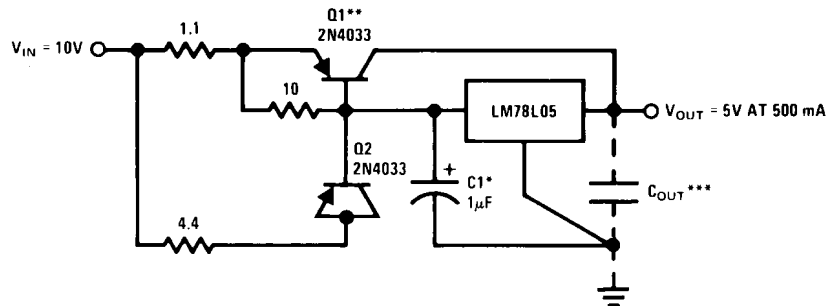 Q1**
2N4033
1.1
V_IN = 10V
10
LM78L05
V_OUT = 5V AT 500 mA
Q2
2N4033
+
C1*
1µF
C_OUT***
4.4